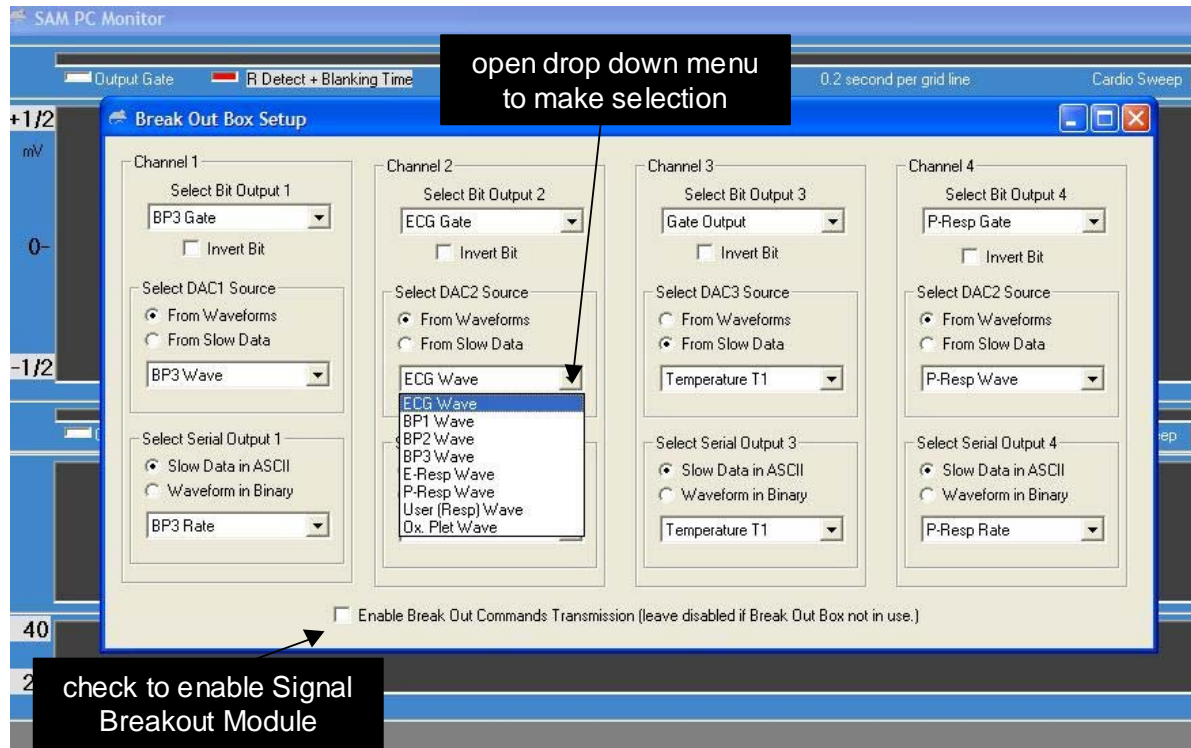 SAM PC Monitor
open drop down menu
to make selection
Output Gate
R Detect + Blanking Time
0.2 second per grid line
Cardio Sweep
+1/2
mV
0-
-1/2
40
Break Out Box Setup
Channel 1
Select Bit Output 1
BP3 Gate
Invert Bit
Select DAC1 Source
From Waveforms
From Slow Data
BP3 Wave
Select Serial Output 1
Slow Data in ASCII
Waveform in Binary
BP3 Rate
Channel 2
Select Bit Output 2
ECG Gate
Invert Bit
Select DAC2 Source
From Waveforms
From Slow Data
ECG Wave
ECG Wave
BP1 Wave
BP2 Wave
BP3 Wave
E-Resp Wave
P-Resp Wave
User (Resp) Wave
Ox. Plet Wave
Channel 3
Select Bit Output 3
Gate Output
Invert Bit
Select DAC3 Source
From Waveforms
From Slow Data
Temperature T1
Select Serial Output 3
Slow Data in ASCII
Waveform in Binary
Temperature T1
Channel 4
Select Bit Output 4
P-Resp Gate
Invert Bit
Select DAC2 Source
From Waveforms
From Slow Data
P-Resp Wave
Select Serial Output 4
Slow Data in ASCII
Waveform in Binary
P-Resp Rate
Enable Break Out Commands Transmission (leave disabled if Break Out Box not in use.)
check to enable Signal
Breakout Module